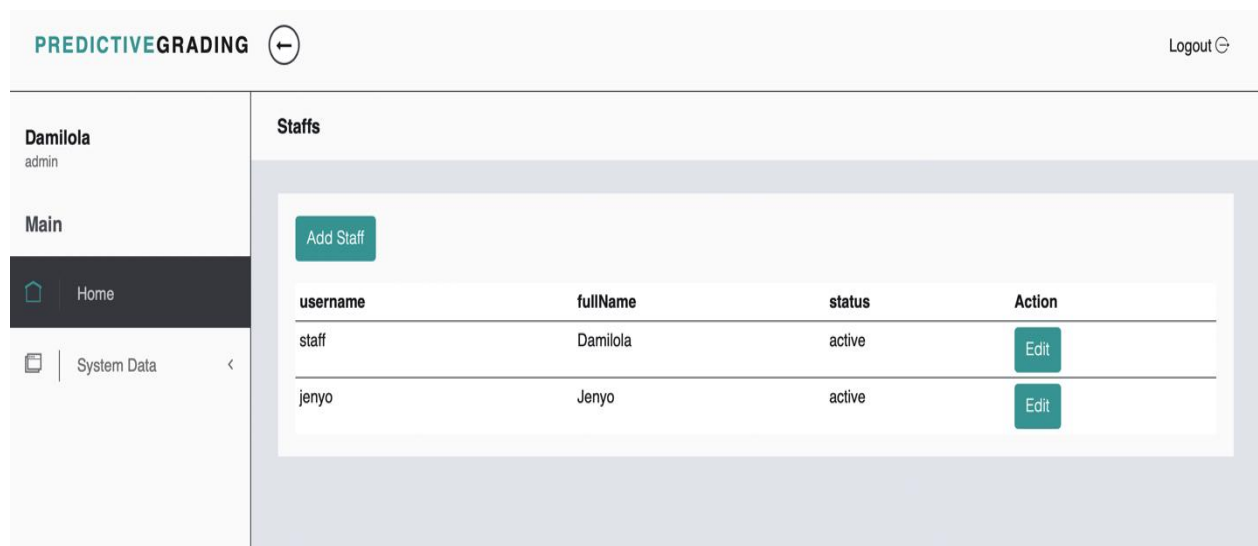 PREDICTIVEGRADING
Logout
Damilola
admin
Main
Home
System Data
Staffs
Add Staff
username fullName status Action
staff Damilola active Edit
jenyo Jenyo active Edit